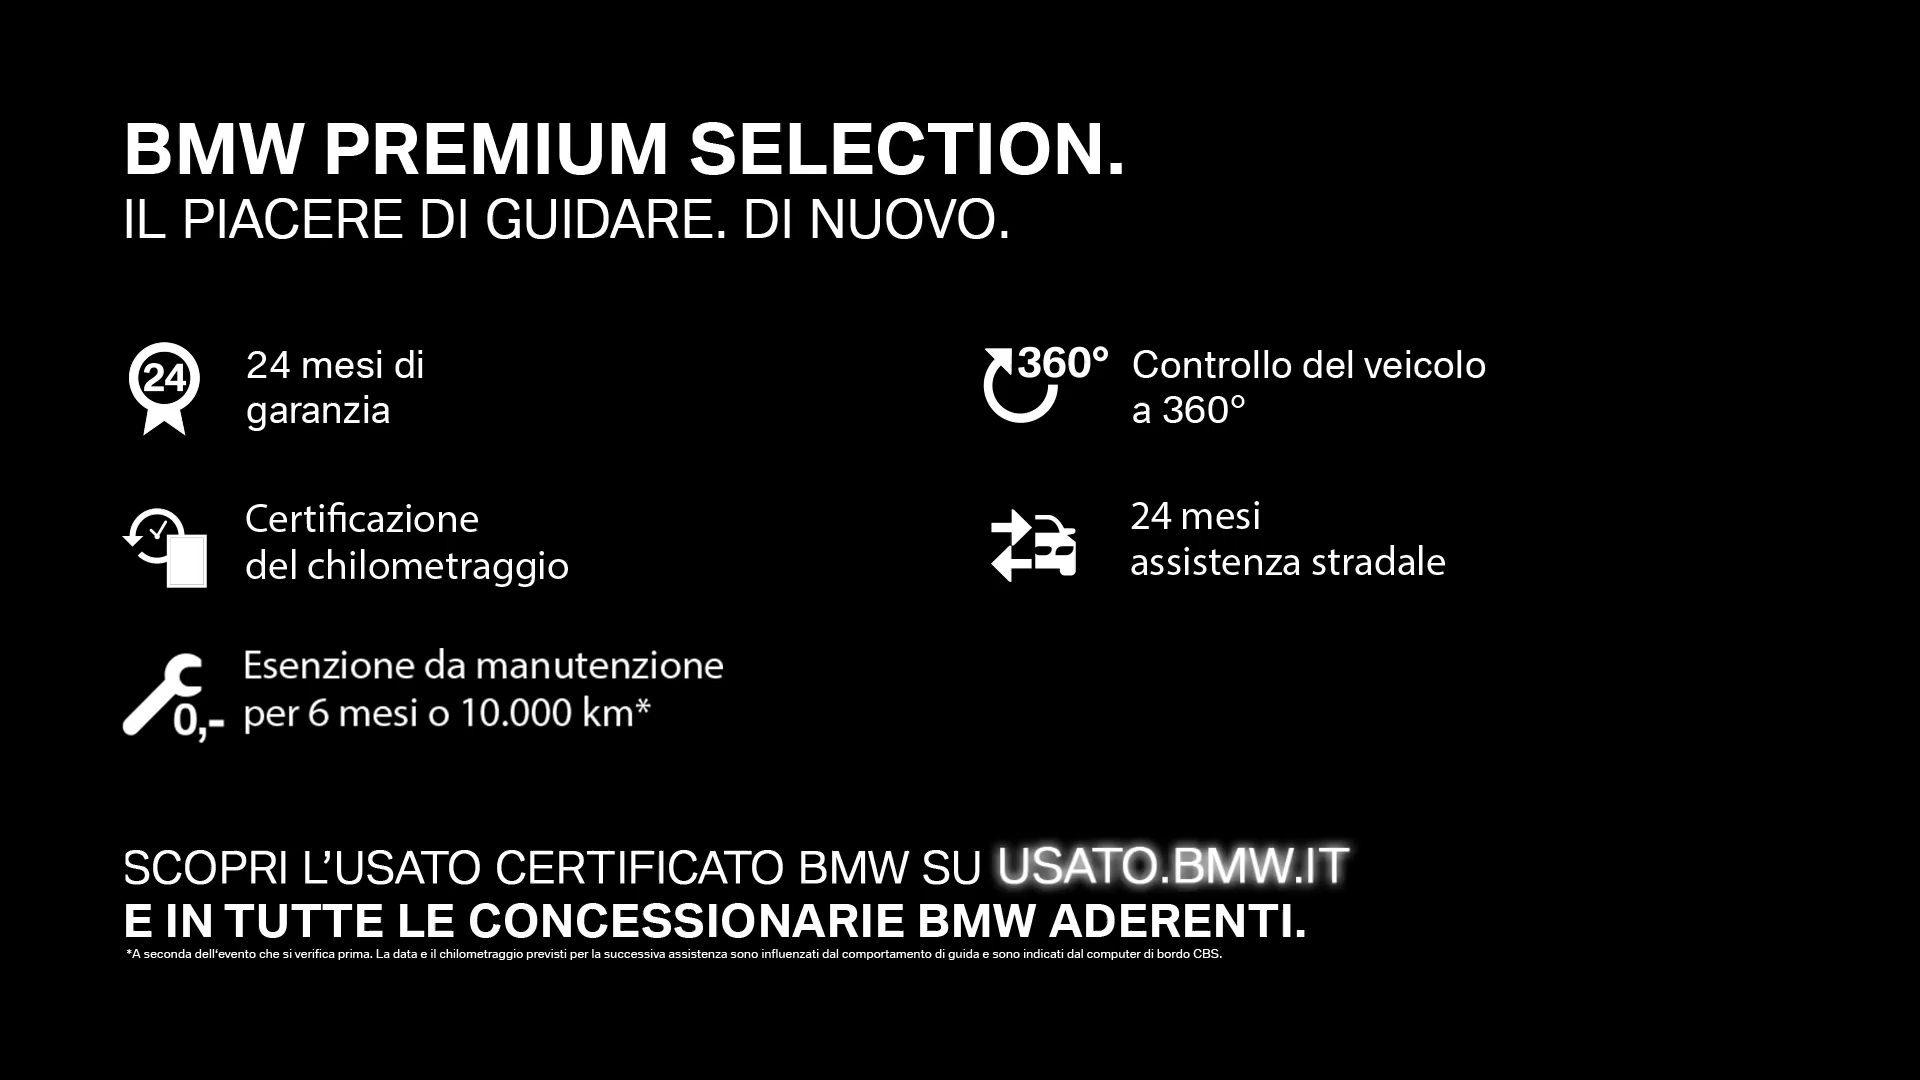 BMW PREMIUM SELECTION.
IL PIACERE DI GUIDARE. DI NUOVO.
24
24 mesi di
garanzia
360°
Controllo del veicolo
a 360°
Certificazione
del chilometraggio
24 mesi
assistenza stradale
0,-
Esenzione da manutenzione
per 6 mesi o 10.000 km*
SCOPRI L’USATO CERTIFICATO BMW SU USATO.BMW.IT
E IN TUTTE LE CONCESSIONARIE BMW ADERENTI.
*A seconda dell'evento che si verifica prima. La data e il chilometraggio previsti per la successiva assistenza sono influenzati dal comportamento di guida e sono indicati dal computer di bordo CBS.